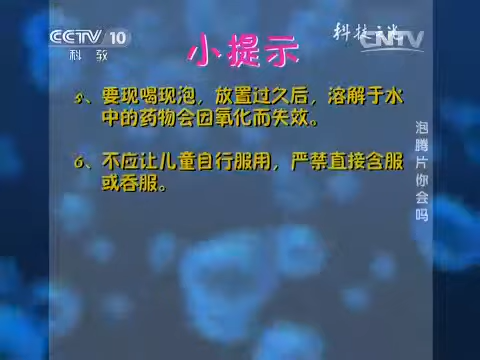 CCTV 10
科教
科技之光
CNTV
小提示
5、要现喝现泡，放置过久后，溶解于水
中的药物会因氧化而失效。
6、不应让儿童自行服用，严禁直接含服
或吞服。
泡腾片你会吗